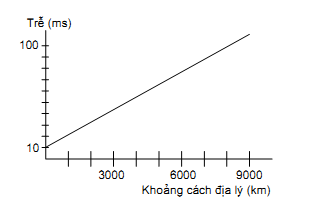 Trễ (ms)
100
10
3000 6000 9000
Khoảng cách địa lý (km)